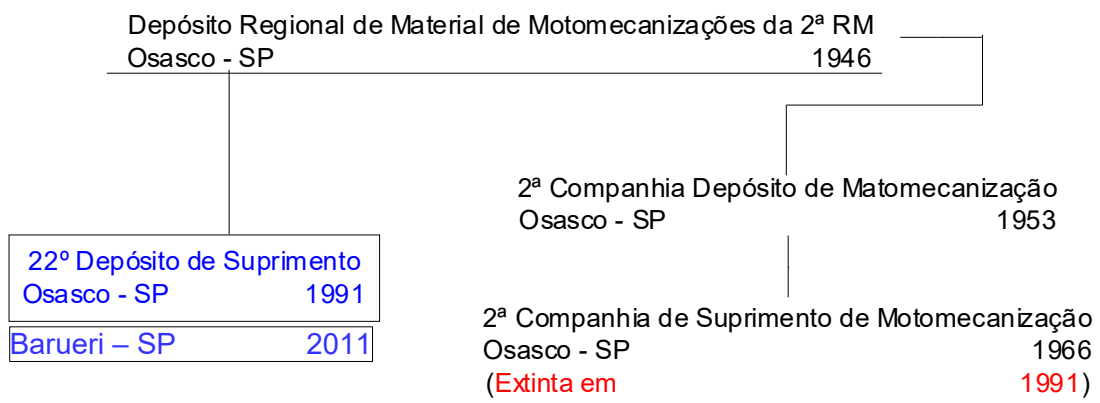 Depósito Regional de Material de Motomecanizações da 2ª RM
Osasco - SP 1946
2ª Companhia Depósito de Matomecanização
Osasco - SP 1953
22º Depósito de Suprimento
Osasco - SP 1991
Barueri – SP 2011
2ª Companhia de Suprimento de Motomecanização
Osasco - SP 1966
(Extinta em 1991)